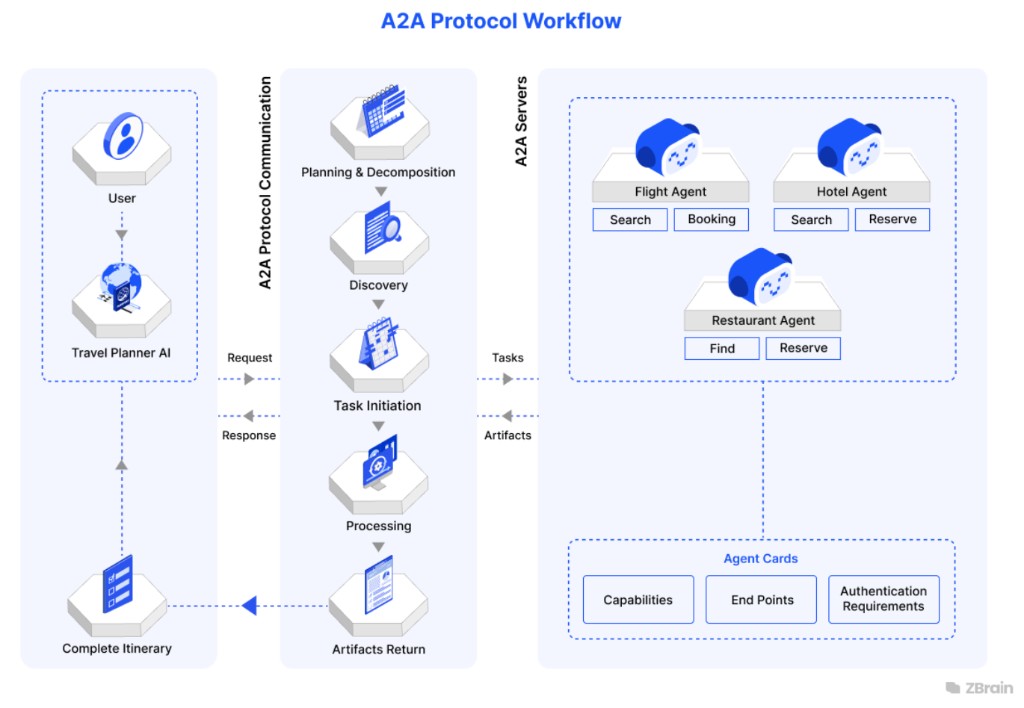 A2A Protocol Workflow
User
Travel Planner AI
Complete Itinerary
A2A Protocol Communication
Request
Response
Planning & Decomposition
Discovery
Task Initiation
Processing
Artifacts Return
Tasks
Artifacts
A2A Servers
Flight Agent
Search
Booking
Hotel Agent
Search
Reserve
Restaurant Agent
Find
Reserve
Agent Cards
Capabilities
End Points
Authentication
Requirements
ZBrain